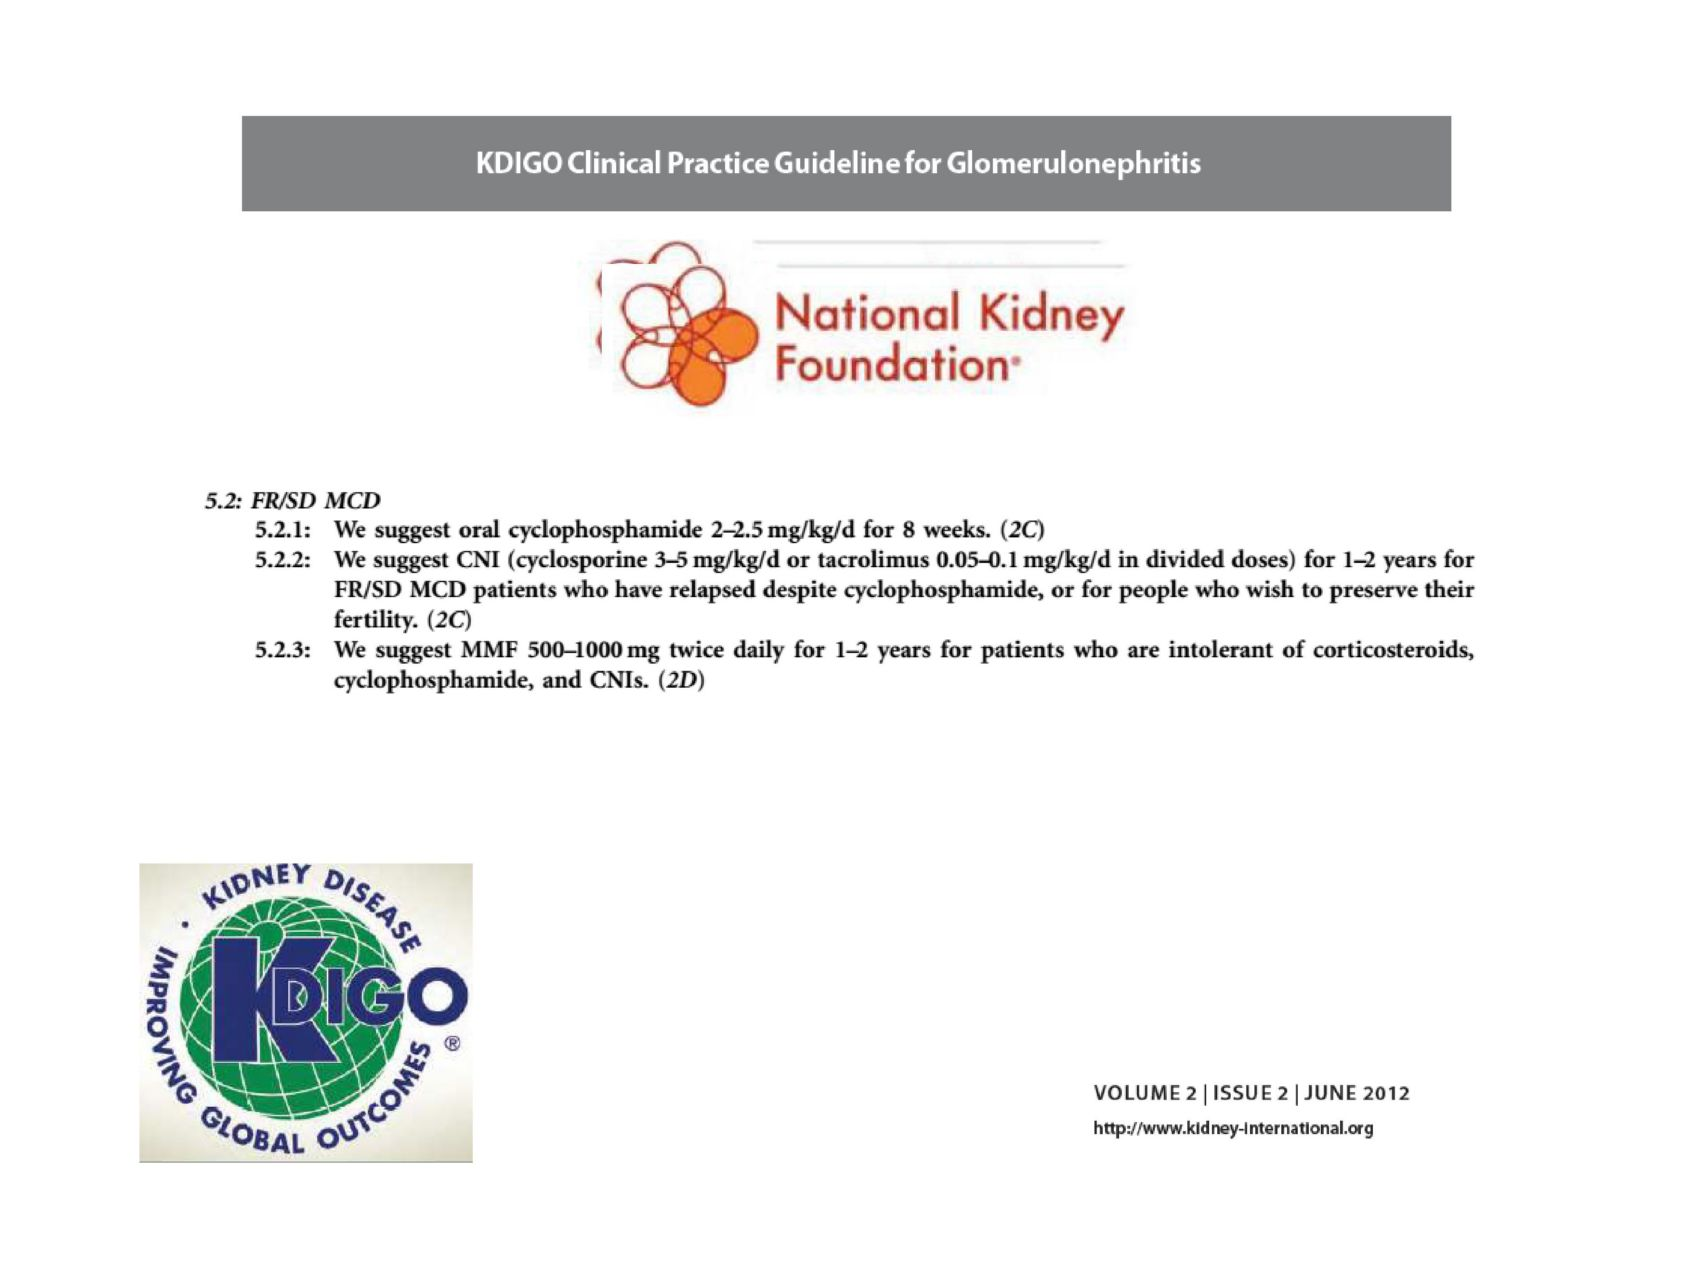 KDIGO Clinical Practice Guideline for Glomerulonephritis
National Kidney
Foundation®
5.2: FR/SD MCD
5.2.1: We suggest oral cyclophosphamide 2–2.5 mg/kg/d for 8 weeks. (2C)
5.2.2: We suggest CNI (cyclosporine 3–5 mg/kg/d or tacrolimus 0.05–0.1 mg/kg/d in divided doses) for 1–2 years for
FR/SD MCD patients who have relapsed despite cyclophosphamide, or for people who wish to preserve their
fertility. (2C)
5.2.3: We suggest MMF 500–1000 mg twice daily for 1–2 years for patients who are intolerant of corticosteroids,
cyclophosphamide, and CNIs. (2D)
· KIDNEY DISEASE
KDIGO
IMPROVING GLOBAL OUTCOMES ®
VOLUME 2 | ISSUE 2 | JUNE 2012
http://www.kidney-international.org